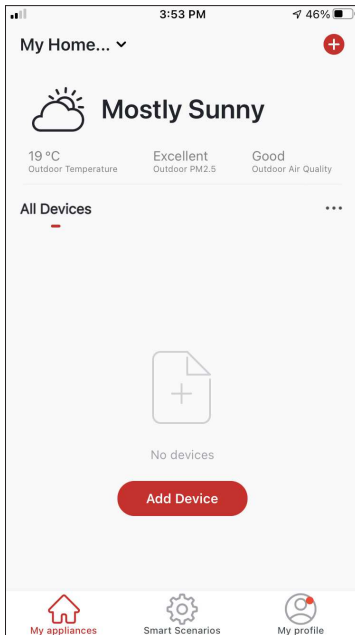 3:53 PM
46%
My Home...
Mostly Sunny
19 °C
Outdoor Temperature
Excellent
Outdoor PM2.5
Good
Outdoor Air Quality
All Devices
No devices
Add Device
My appliances
Smart Scenarios
My profile